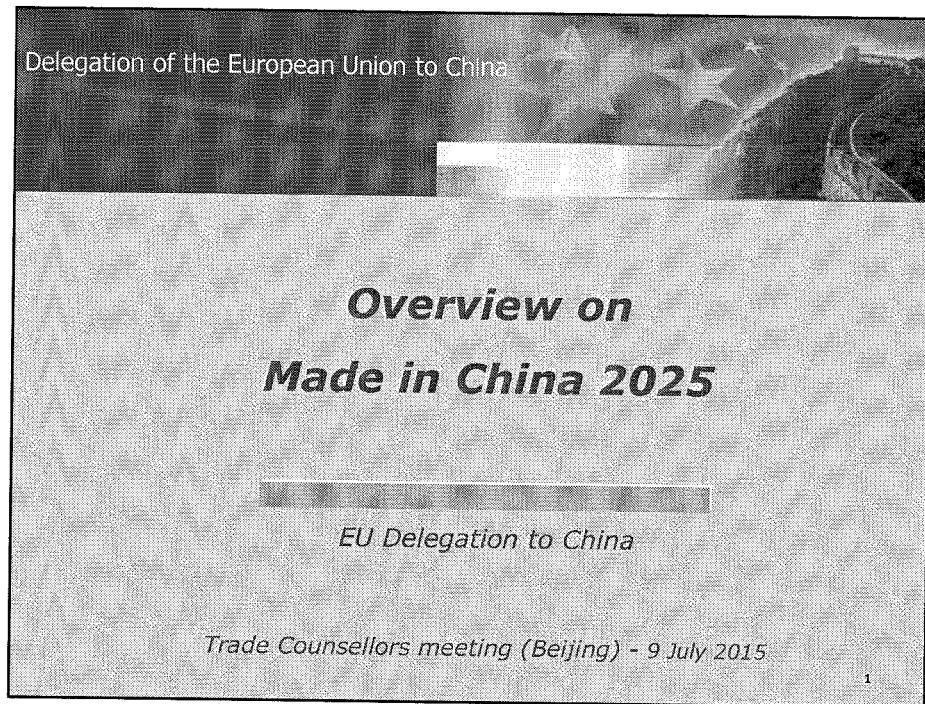 Delegation of the European Union to China
Overview on
Made in China 2025
EU Delegation to China
Trade Counsellors meeting (Beijing) - 9 July 2015
1